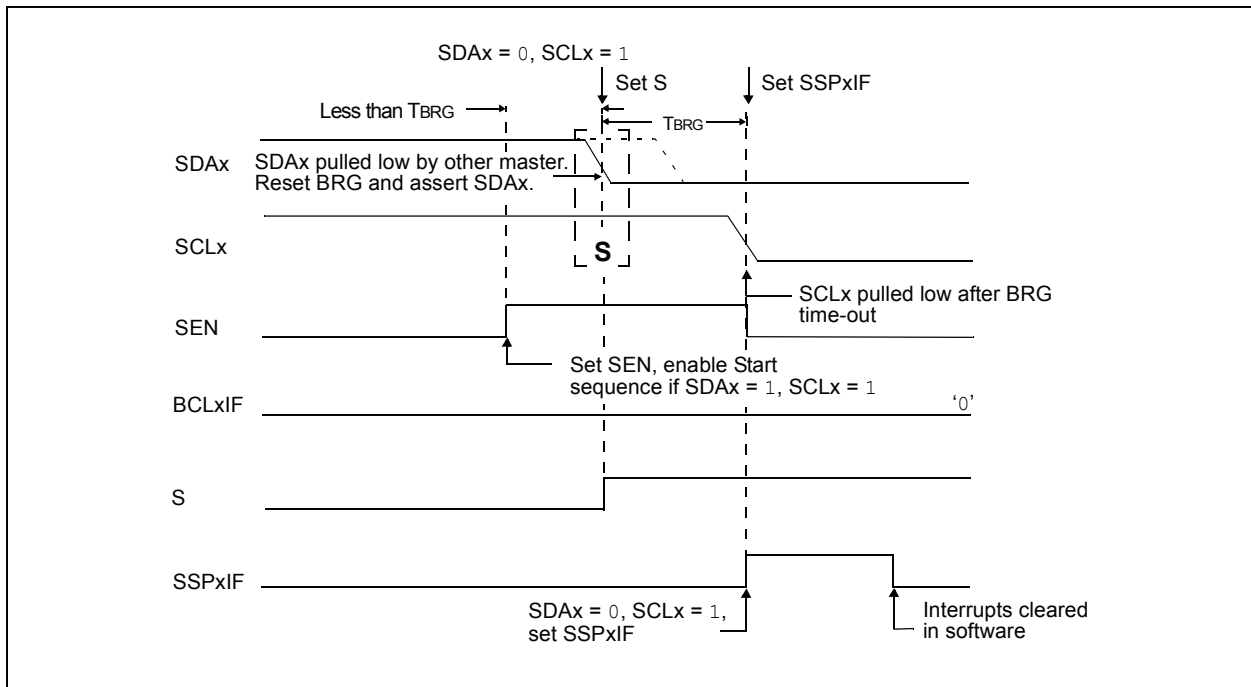 SDAx = 0, SCLx = 1
Set S
Set SSPxIF
Less than TBRG
TBRG
SDAx
SDAx pulled low by other master.
Reset BRG and assert SDAx.
SCLx
S
SCLx pulled low after BRG
time-out
SEN
Set SEN, enable Start
sequence if SDAx = 1, SCLx = 1
BCLxIF
‘0’
S
SSPxIF
SDAx = 0, SCLx = 1,
set SSPxIF
Interrupts cleared
in software